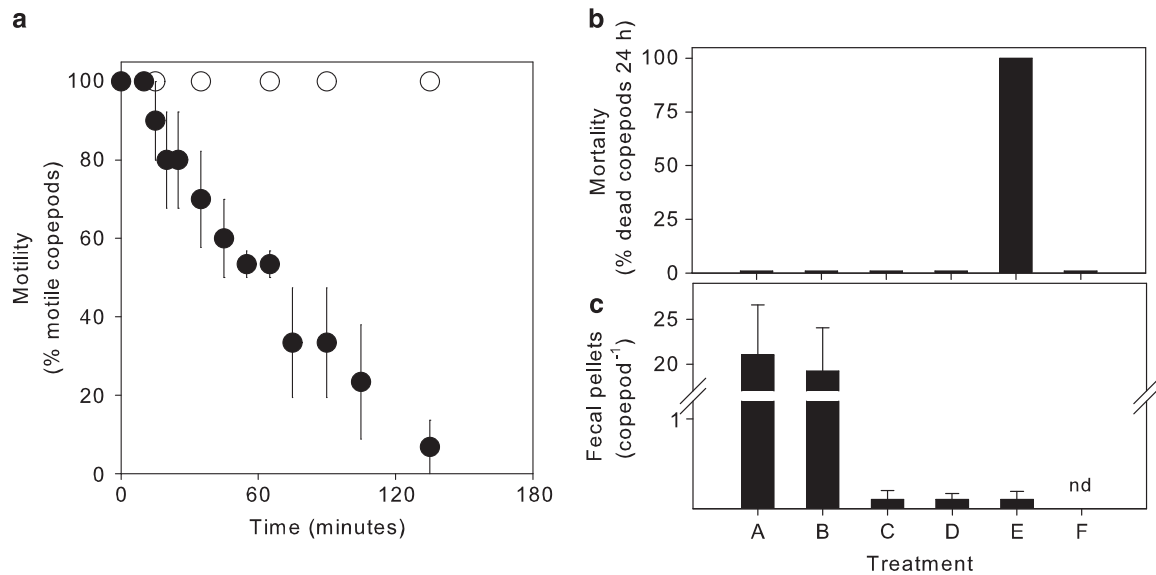 a
100
80
60
40
20
0
Motility
(% motile copepods)
0
60
120
180
Time (minutes)
b
100
75
50
25
0
Mortality
(% dead copepods 24 h)
c
25
20
1
Fecal pellets
(copepod⁻¹)
nd
A
B
C
D
E
F
Treatment